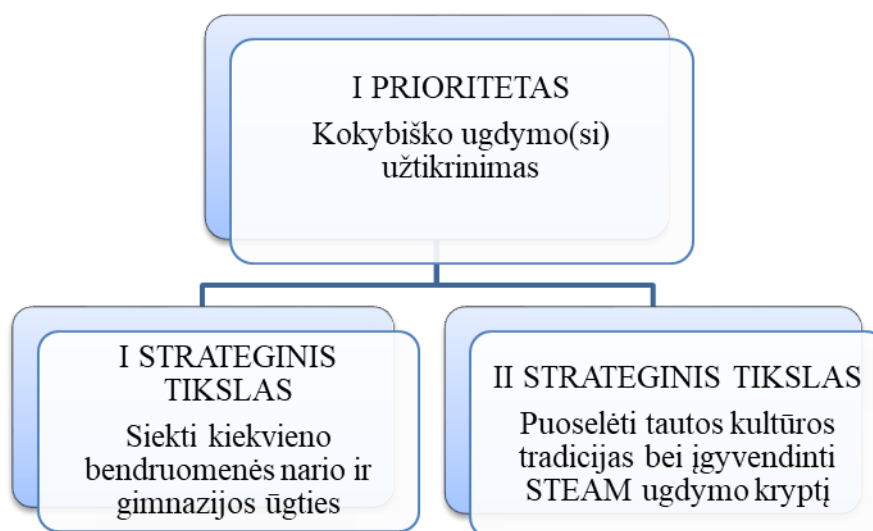 I PRIORITETAS
Kokybiško ugdymo(si)
užtikrinimas
I STRATEGINIS
TIKSLAS
Siekti kiekvieno
bendruomenės nario ir
gimnazijos ūgties
II STRATEGINIS TIKSLAS
Puoselėti tautos kultūros
tradicijas bei įgyvendinti
STEAM ugdymo kryptį